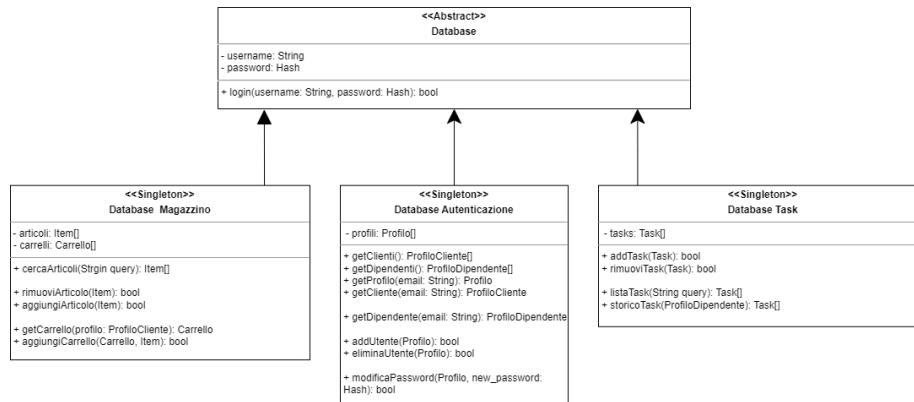 <<Abstract>>
Database
- username: String
- password: Hash
+ login(username: String, password: Hash): bool
<<Singleton>>
Database Magazzino
- articoli: Item[]
- carrelli: Carrello[]
+ cercaArticoli(Strgin query): Item[]
+ rimuoviArticolo(Item): bool
+ aggiungiArticolo(Item): bool
+ getCarrello(profilo: ProfiloCliente): Carrello
+ aggiungiCarrello(Carrello, Item): bool
<<Singleton>>
Database Autenticazione
- profili: Profilo[]
+ getClienti(): ProfiloCliente[]
+ getDipendenti(): ProfiloDipendente[]
+ getProfilo(email: String): Profilo
+ getCliente(email: String): ProfiloCliente
+ getDipendente(email: String): ProfiloDipendente
+ addUtente(Profilo): bool
+ eliminaUtente(Profilo): bool
+ modificaPassword(Profilo, new_password:
Hash): bool
<<Singleton>>
Database Task
- tasks: Task[]
+ addTask(Task): bool
+ rimuoviTask(Task): bool
+ listaTask(String query): Task[]
+ storicoTask(ProfiloDipendente): Task[]